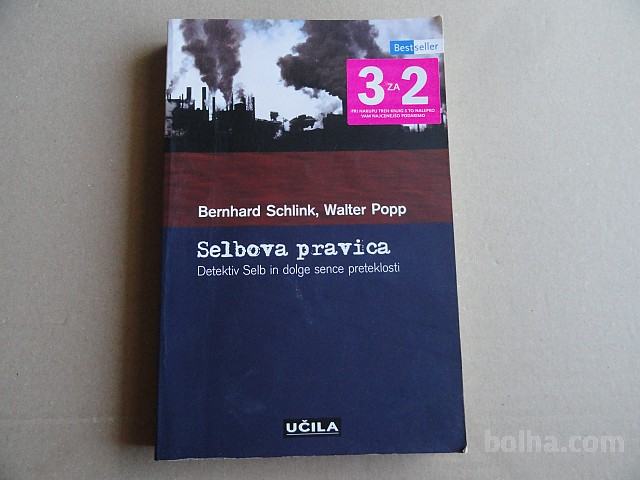 Bestseller
3 ZA 2
PRI NAKUPU TREH KNJIG S TO NALEPKO
VAM NAJCENEJŠO PODARIMO
Bernhard Schlink, Walter Popp
Selbova pravica
Detektiv Selb in dolge sence preteklosti
UČILA
bolha.com